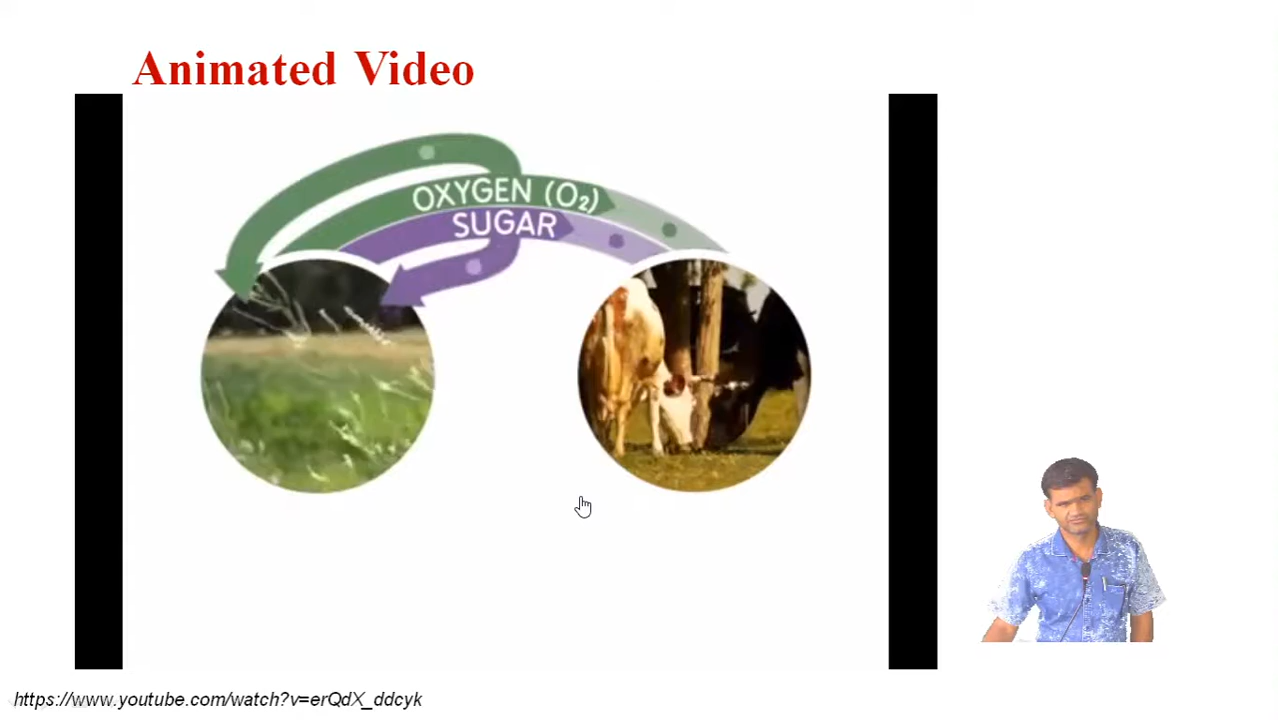 Animated Video
OXYGEN (O₂)
SUGAR
https://www.youtube.com/watch?v=erQdX_ddcyk